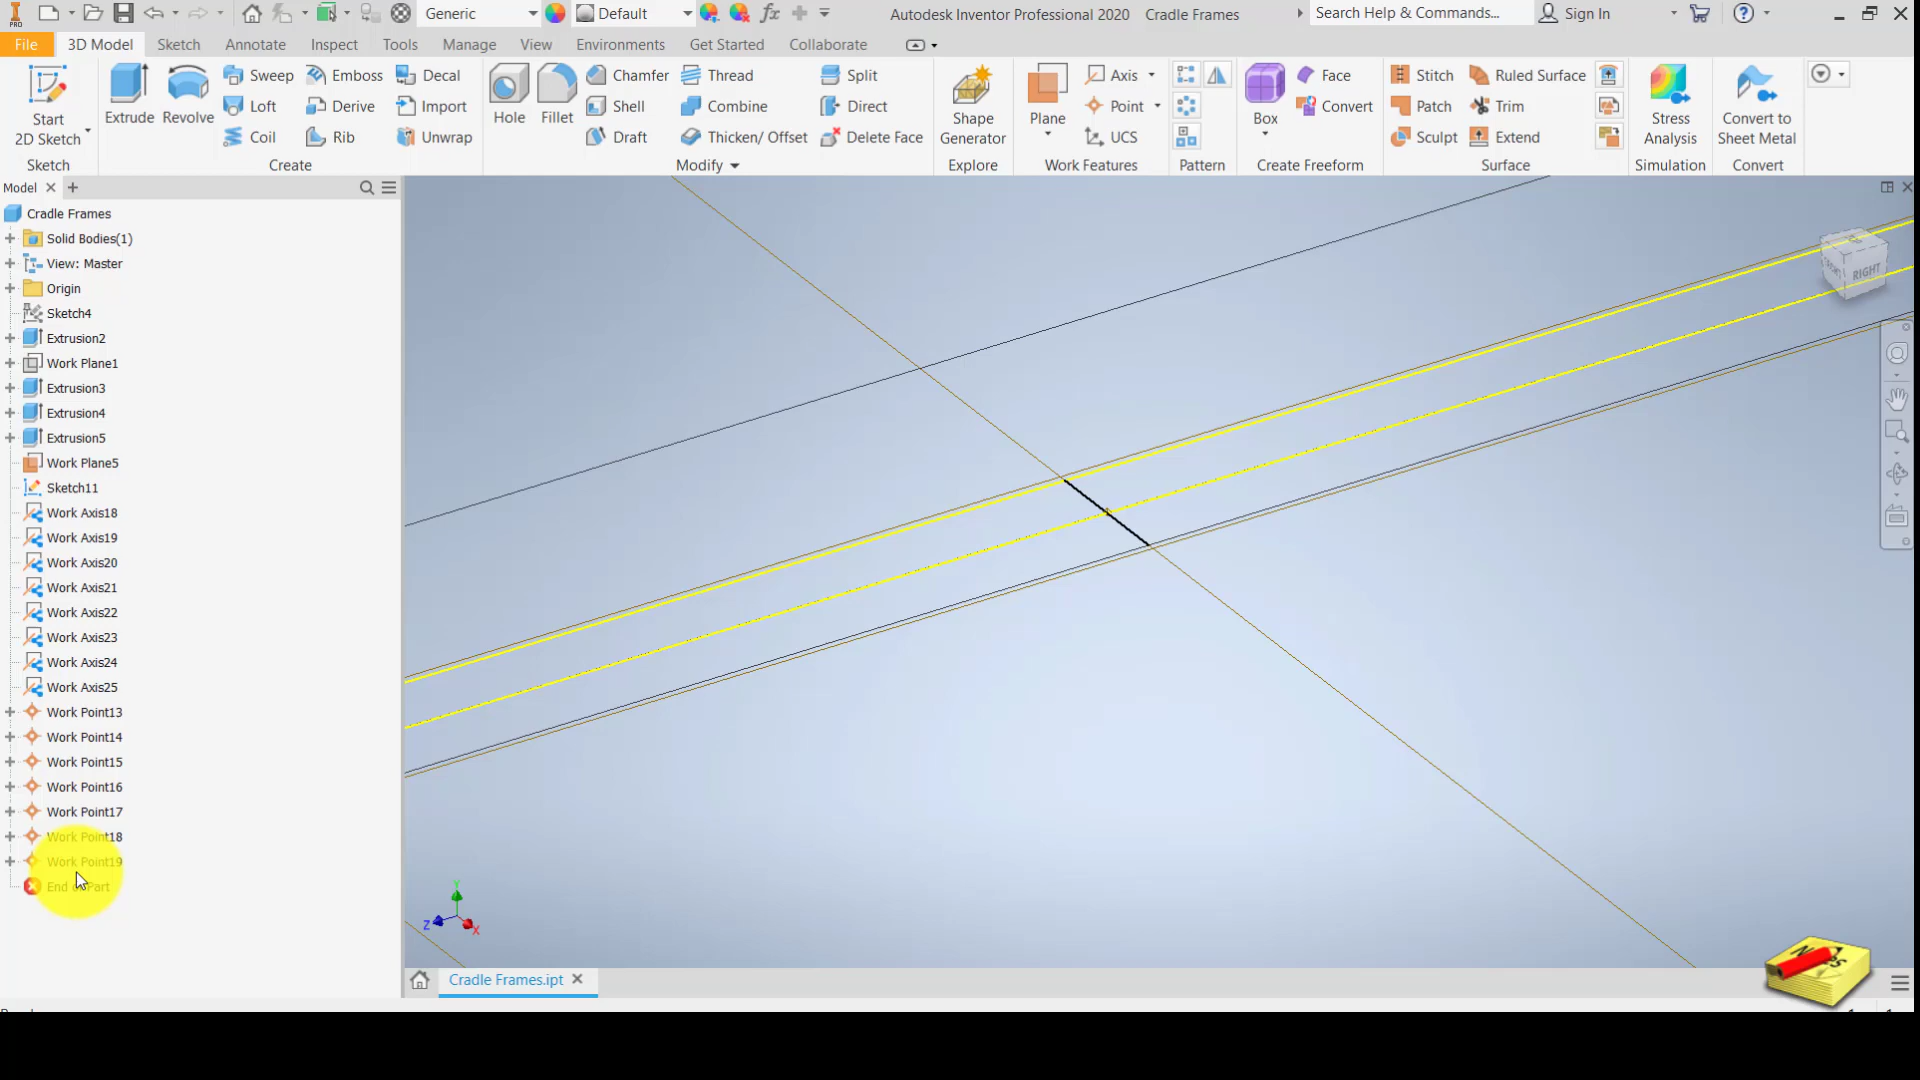 Generic
Default
Autodesk Inventor Professional 2020 Cradle Frames
Search Help & Commands...
Sign In
PRO
File
3D Model
Sketch
Annotate
Inspect
Tools
Manage
View
Environments
Get Started
Collaborate
Start
2D Sketch
Extrude
Revolve
Sweep
Emboss
Decal
Loft
Derive
Import
Coil
Rib
Unwrap
Hole
Fillet
Chamfer
Thread
Split
Shell
Combine
Direct
Draft
Thicken/ Offset
Delete Face
Shape
Generator
Plane
Axis
Point
UCS
Box
Face
Convert
Stitch
Ruled Surface
Patch
Trim
Sculpt
Extend
Stress
Analysis
Convert to
Sheet Metal
Sketch
Create
Modify
Explore
Work Features
Pattern
Create Freeform
Surface
Simulation
Convert
Model
Cradle Frames
Solid Bodies(1)
View: Master
Origin
Sketch4
Extrusion2
Work Plane1
Extrusion3
Extrusion4
Extrusion5
Work Plane5
Sketch11
Work Axis18
Work Axis19
Work Axis20
Work Axis21
Work Axis22
Work Axis23
Work Axis24
Work Axis25
Work Point13
Work Point14
Work Point15
Work Point16
Work Point17
Work Point18
Work Point19
End of Part
RIGHT
Y
Z
X
Cradle Frames.ipt